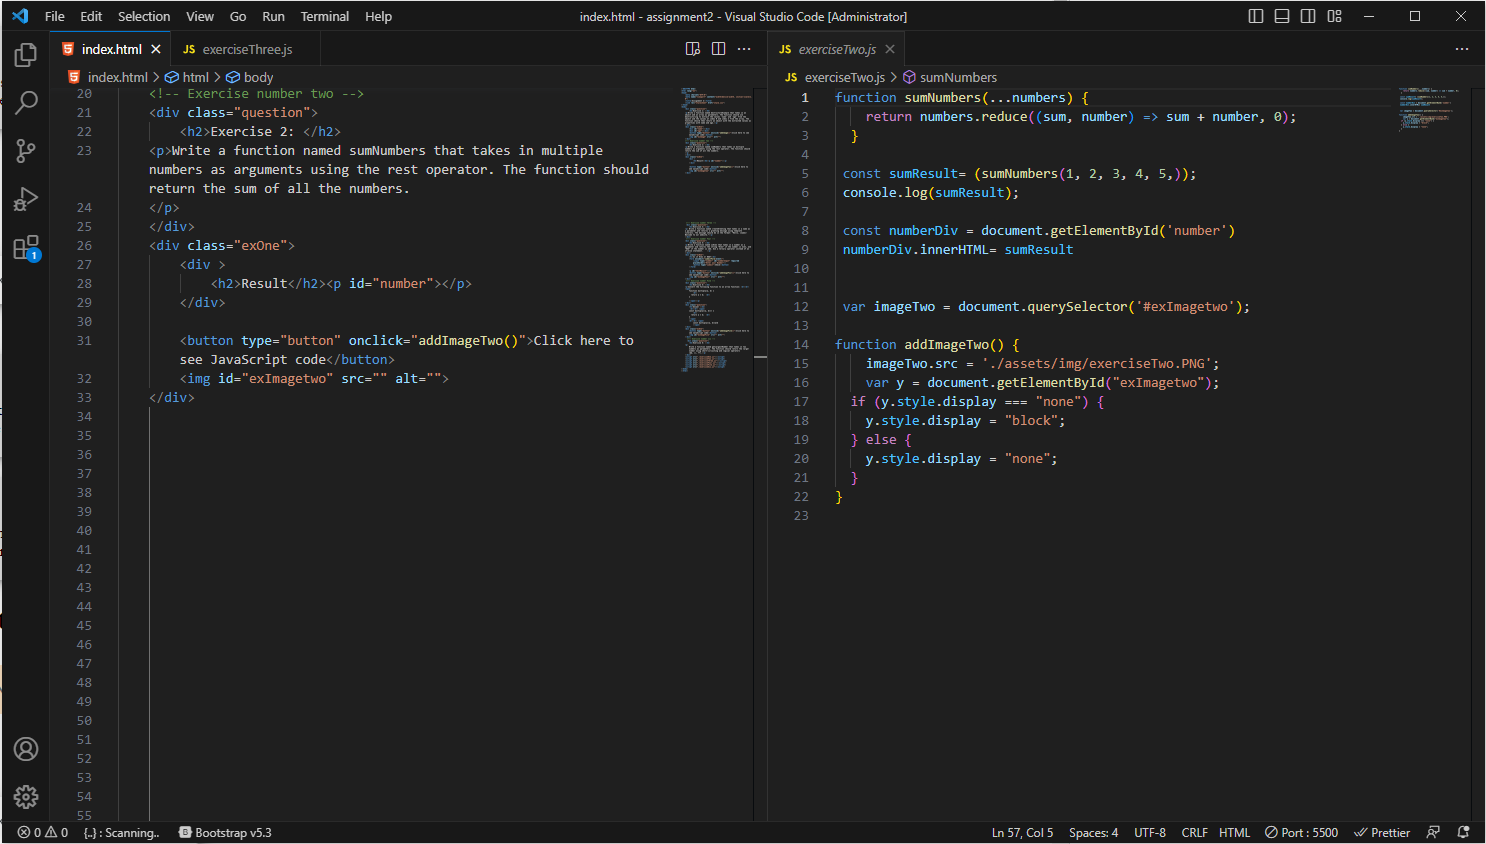 File Edit Selection View Go Run Terminal Help
index.html - assignment2 - Visual Studio Code [Administrator]
index.html
JS exerciseThree.js
index.html > html > body
20 <!-- Exercise number two -->
21 <div class="question">
22 <h2>Exercise 2: </h2>
23 <p>Write a function named sumNumbers that takes in multiple
numbers as arguments using the rest operator. The function should
return the sum of all the numbers.
24 </p>
25 </div>
26 <div class="exOne">
27 <div >
28 <h2>Result</h2><p id="number"></p>
29 </div>
30
31 <button type="button" onclick="addImageTwo()">Click here to
see JavaScript code</button>
32 <img id="exImagetwo" src="" alt="">
33 </div>
34
35
36
37
38
39
40
41
42
43
44
45
46
47
48
49
50
51
52
53
54
55
JS exerciseTwo.js
JS exerciseTwo.js > sumNumbers
1 function sumNumbers(...numbers) {
2 return numbers.reduce((sum, number) => sum + number, 0);
3 }
4
5 const sumResult= (sumNumbers(1, 2, 3, 4, 5,));
6 console.log(sumResult);
7
8 const numberDiv = document.getElementById('number')
9 numberDiv.innerHTML= sumResult
10
11
12 var imageTwo = document.querySelector('#exImagetwo');
13
14 function addImageTwo() {
15 imageTwo.src = './assets/img/exerciseTwo.PNG';
16 var y = document.getElementById("exImagetwo");
17 if (y.style.display === "none") {
18 y.style.display = "block";
19 } else {
20 y.style.display = "none";
21 }
22 }
23
1
0 0 {..} : Scanning.. B Bootstrap v5.3
Ln 57, Col 5 Spaces: 4 UTF-8 CRLF HTML Port : 5500 Prettier